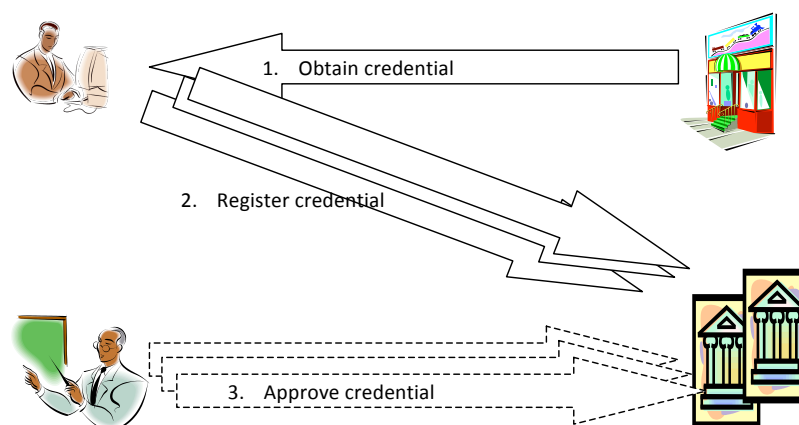 1. Obtain credential
2. Register credential
3. Approve credential